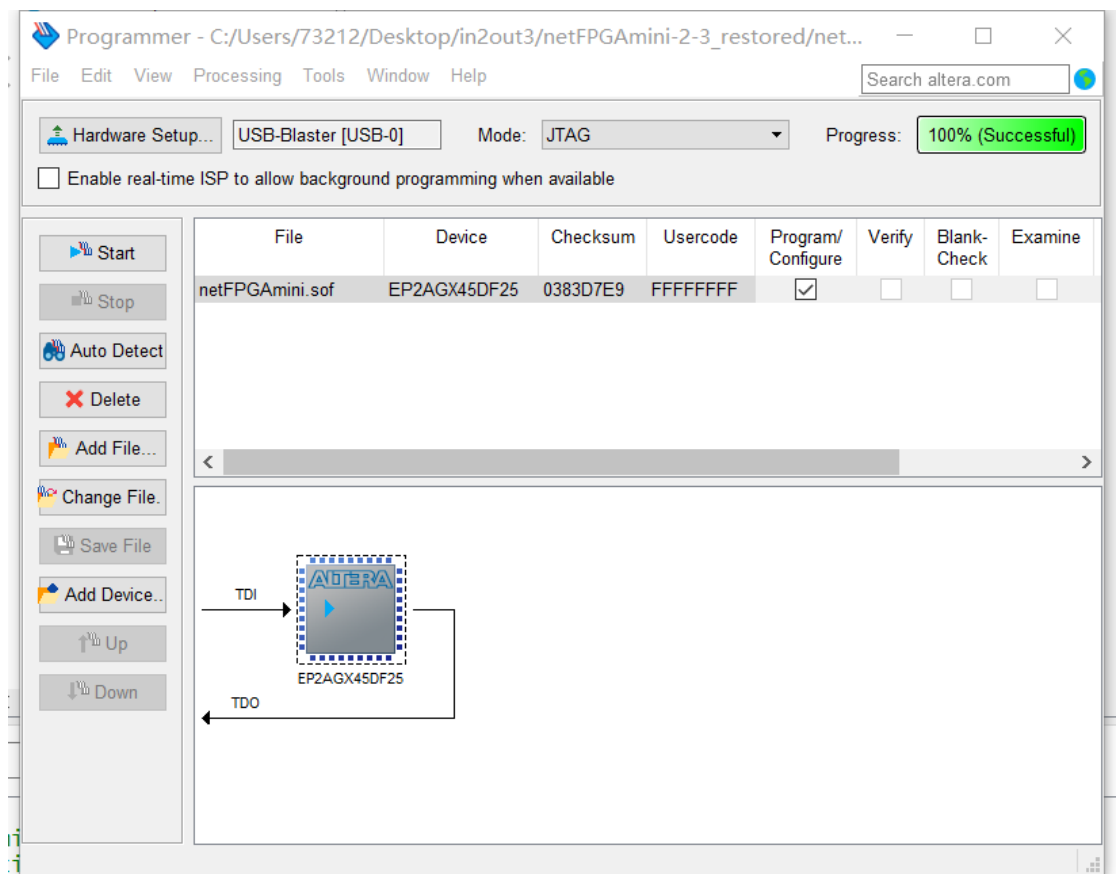 Programmer - C:/Users/73212/Desktop/in2out3/netFPGAmini-2-3_restored/net...
File Edit View Processing Tools Window Help
Search altera.com
Hardware Setup... USB-Blaster [USB-0] Mode: JTAG Progress: 100% (Successful)
Enable real-time ISP to allow background programming when available
Start
Stop
Auto Detect
Delete
Add File...
Change File.
Save File
Add Device..
Up
Down
File Device Checksum Usercode Program/ Verify Blank- Examine
Configure Check
netFPGAmini.sof EP2AGX45DF25 0383D7E9 FFFFFFFF
TDI
ALTERA
EP2AGX45DF25
TDO